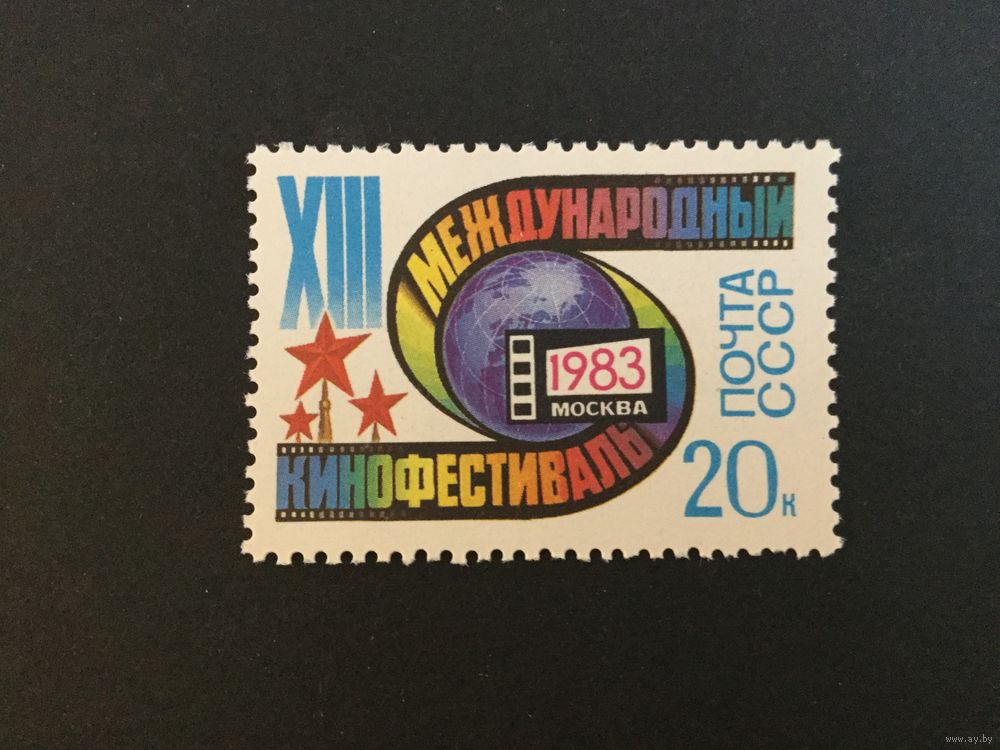 XIII
МЕЖДУНАРОДНЫЙ
КИНОФЕСТИВАЛЬ
1983
МОСКВА
ПОЧТА
СССР
20к
www.ay.by